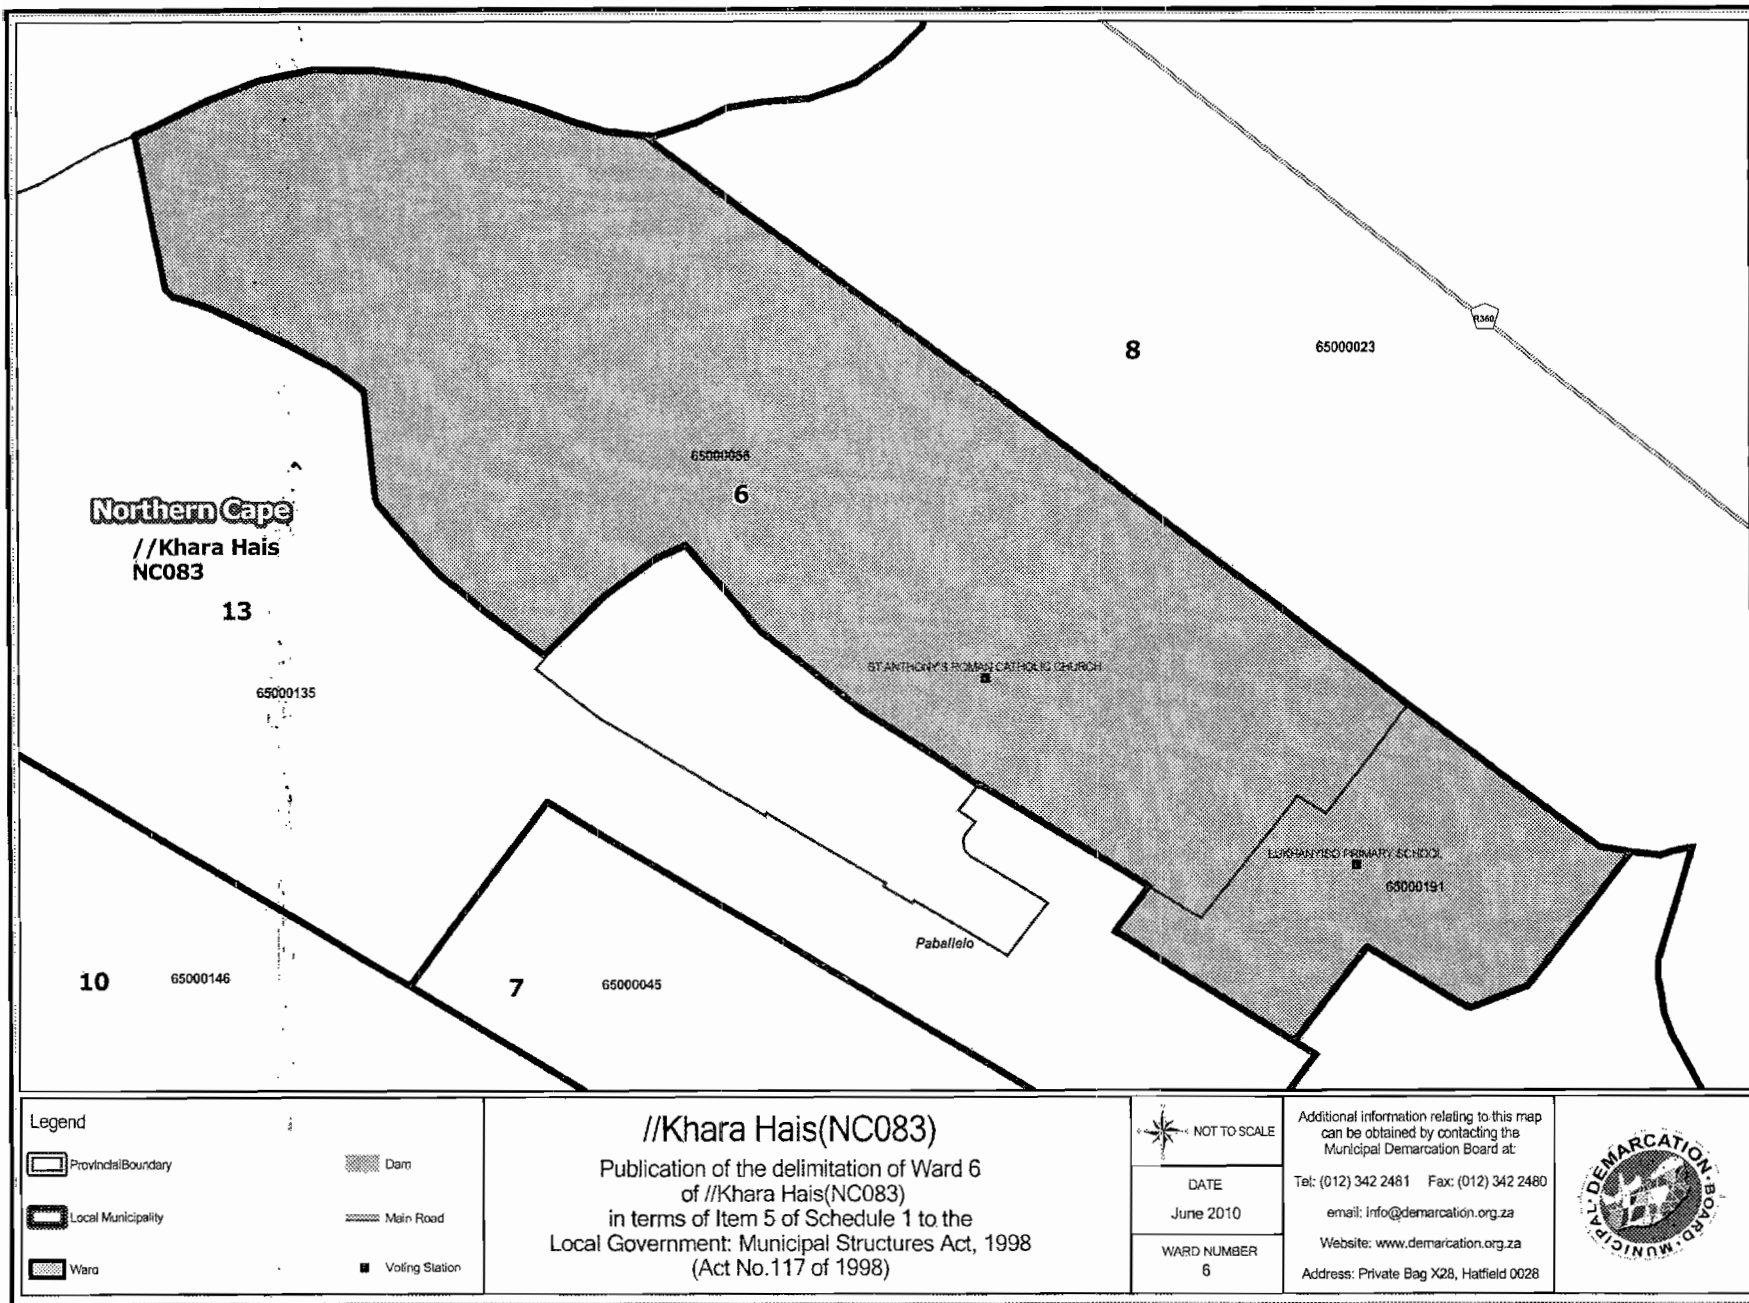 R360
8
65000023
65000056
6
Northern Cape
//Khara Hais
NC083
13
ST ANTHONY'S ROMAN CATHOLIC CHURCH
65000135
LUKHANYISO PRIMARY SCHOOL
65000191
Paballelo
10
65000146
7
65000045
Legend
Provincial Boundary
Dam
Local Municipality
Main Road
Ward
Voting Station
//Khara Hais(NC083)
Publication of the delimitation of Ward 6
of //Khara Hais(NC083)
in terms of Item 5 of Schedule 1 to the
Local Government: Municipal Structures Act, 1998
(Act No.117 of 1998)
NOT TO SCALE
DATE
June 2010
WARD NUMBER
6
Additional information relating to this map
can be obtained by contacting the
Municipal Demarcation Board at:
Tel: (012) 342 2481 Fax: (012) 342 2480
email: info@demarcation.org.za
Website: www.demarcation.org.za
Address: Private Bag X28, Hatfield 0028
MUNICIPAL DEMARCATION BOARD